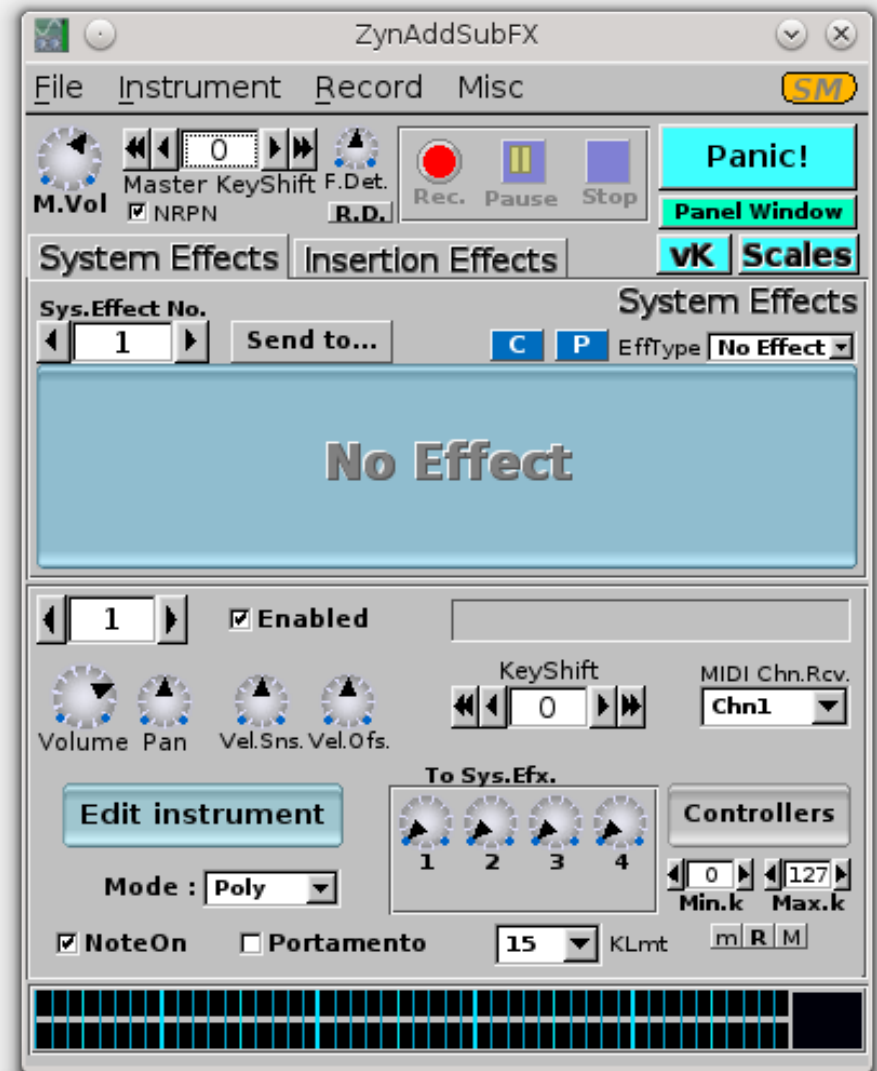 ZynAddSubFX
File Instrument Record Misc SM
0
Master KeyShift F.Det.
M.Vol NRPN R.D.
Rec. Pause Stop
Panic!
Panel Window
System Effects Insertion Effects vK Scales
System Effects
Sys.Effect No.
1 Send to... C P EffType No Effect
No Effect
1 Enabled
KeyShift MIDI Chn.Rcv.
0 Chn1
Volume Pan Vel.Sns. Vel.Ofs.
To Sys.Efx.
Edit instrument Controllers
1 2 3 4
Mode : Poly 0 127
Min.k Max.k
NoteOn Portamento 15 KLmt m R M